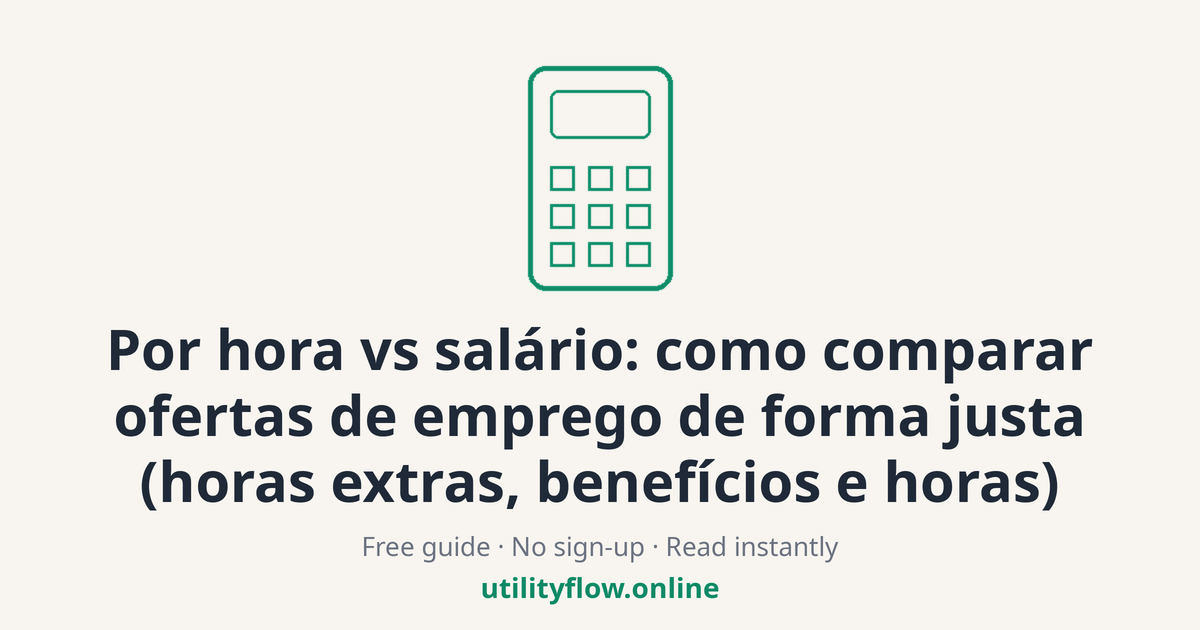 Por hora vs salário: como comparar
ofertas de emprego de forma justa
(horas extras, benefícios e horas)
Free guide · No sign-up · Read instantly
utilityflow.online